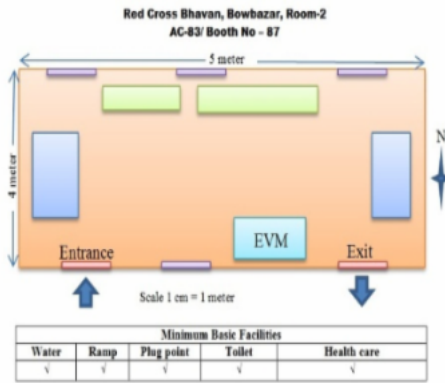 Red Cross Bhavan, Bowbazar, Room-2
AC-83/ Booth No – 87
5 meter
4 meter
N
EVM
Entrance
Exit
Scale 1 cm = 1 meter
Minimum Basic Facilities
Water Ramp Plug point Toilet Health care
√ √ √ √ √